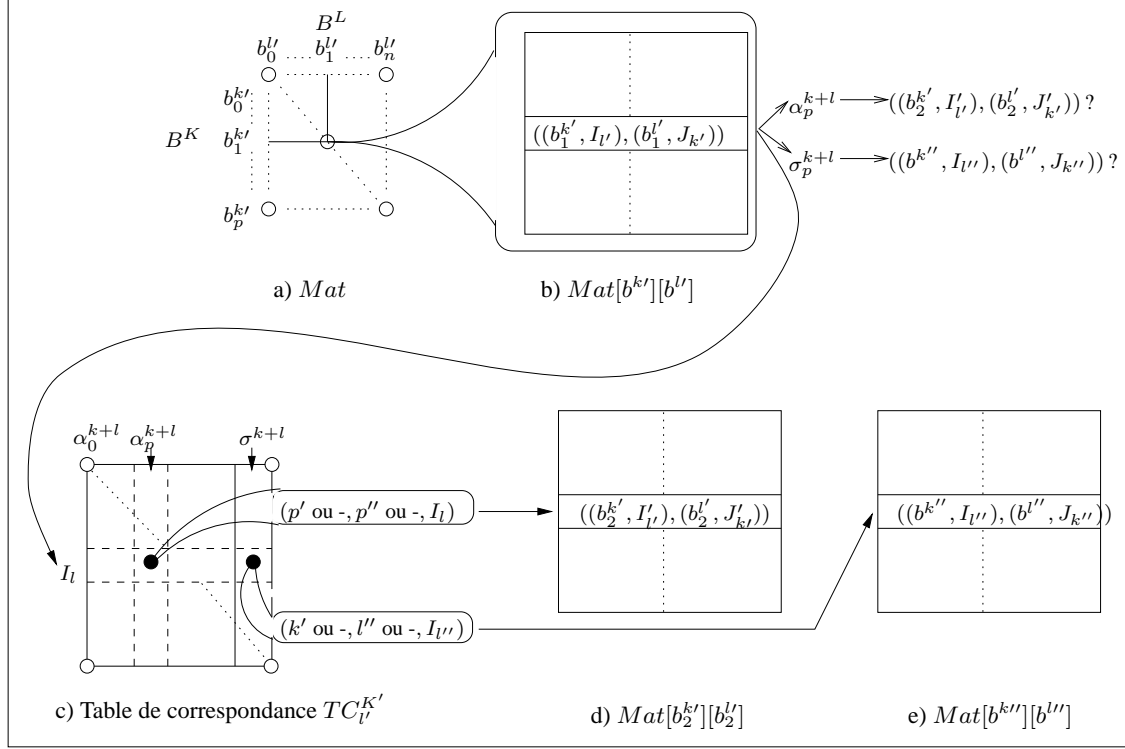 B^L
b_0^{l′} b_1^{l′} b_n^{l′}
b_0^{k′}
B^K b_1^{k′}
b_p^{k′}
((b_1^{k′}, I_{l′}), (b_1^{l′}, J_{k′}))
α_p^{k+l} ((b_2^{k′}, I′_{l′}), (b_2^{l′}, J′_{k′})) ?
σ_p^{k+l} ((b^{k′′}, I_{l′′}), (b^{l′′}, J_{k′′})) ?
a) Mat
b) Mat[b^{k′}][b^{l′}]
α_0^{k+l} α_p^{k+l} σ^{k+l}
(p′ ou -, p′′ ou -, I_l)
((b_2^{k′}, I′_{l′}), (b_2^{l′}, J′_{k′}))
((b^{k′′}, I_{l′′}), (b^{l′′}, J_{k′′}))
I_l
(k′ ou -, l′′ ou -, I_{l′′})
c) Table de correspondance TC_{l′}^{K′}
d) Mat[b_2^{k′}][b_2^{l′}]
e) Mat[b^{k′′}][b^{l′′}]